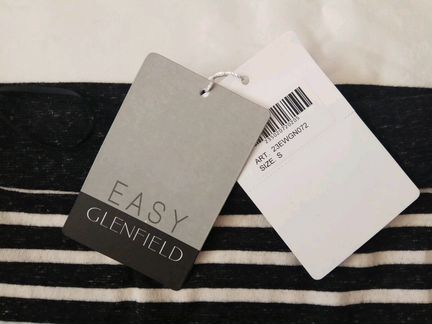 EASY
GLENFIELD
ART. 23EWGN072
SIZE S